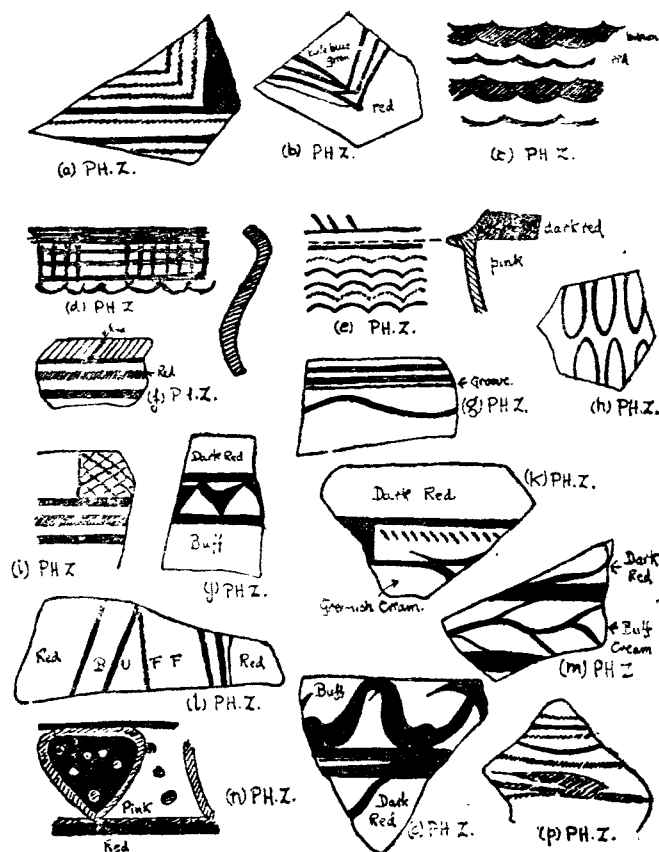 (a) PH.Z.
red
(b) PH Z.
(c) PH Z.
(d) PH Z
dark red
pink
(e) PH.Z.
Red
(f) PH.Z.
Groove.
(g) PH Z.
(h) PH.Z.
(i) PH Z
Dark Red
Buff
(j) PH.Z.
(k) PH.Z.
Dark Red
Greenish Cream.
Dark
Red
Buff
Cream
(m) PH Z
Red
B U F F
Red
(l) PH.Z.
Pink
Red
(n) PH.Z.
Buff
Dark
Red
PH.Z.
(p) PH.Z.